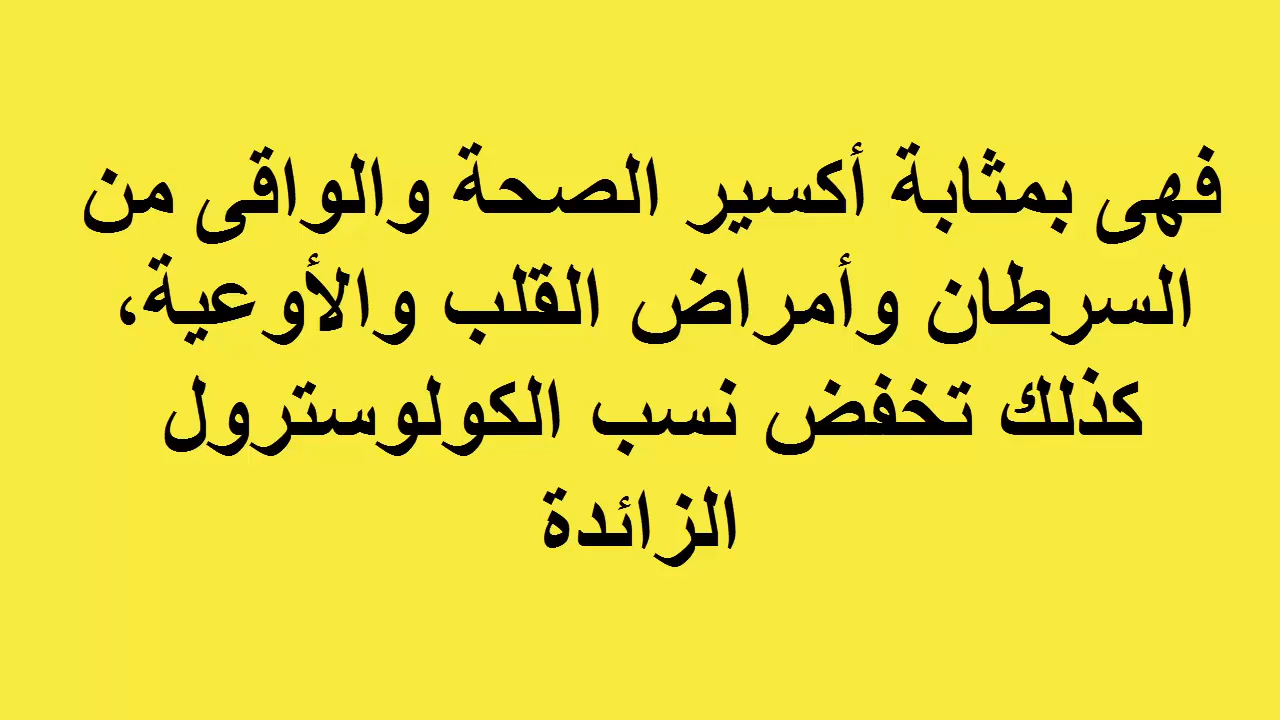 فهى بمثابة أكسير الصحة والواقى من
السرطان وأمراض القلب والأوعية،
كذلك تخفض نسب الكولوسترول
الزائدة